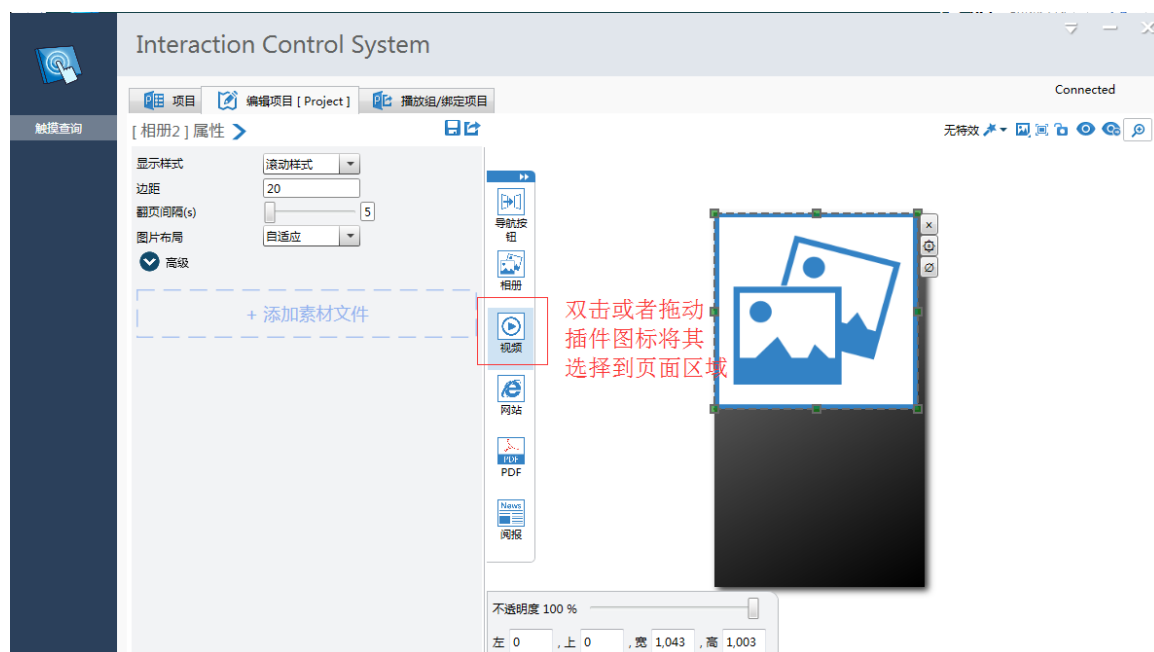 Interaction Control System
Connected
项目
编辑项目 [ Project ]
播放组/绑定项目
触摸查询
[ 相册2 ] 属性
无特效
显示样式
滚动样式
边距
20
翻页间隔(s)
5
图片布局
自适应
高级
+ 添加素材文件
导航按
钮
相册
视频
网站
PDF
PDF
News
阅报
双击或者拖动
插件图标将其
选择到页面区域
不透明度 100 %
左 0 , 上 0 , 宽 1,043 , 高 1,003